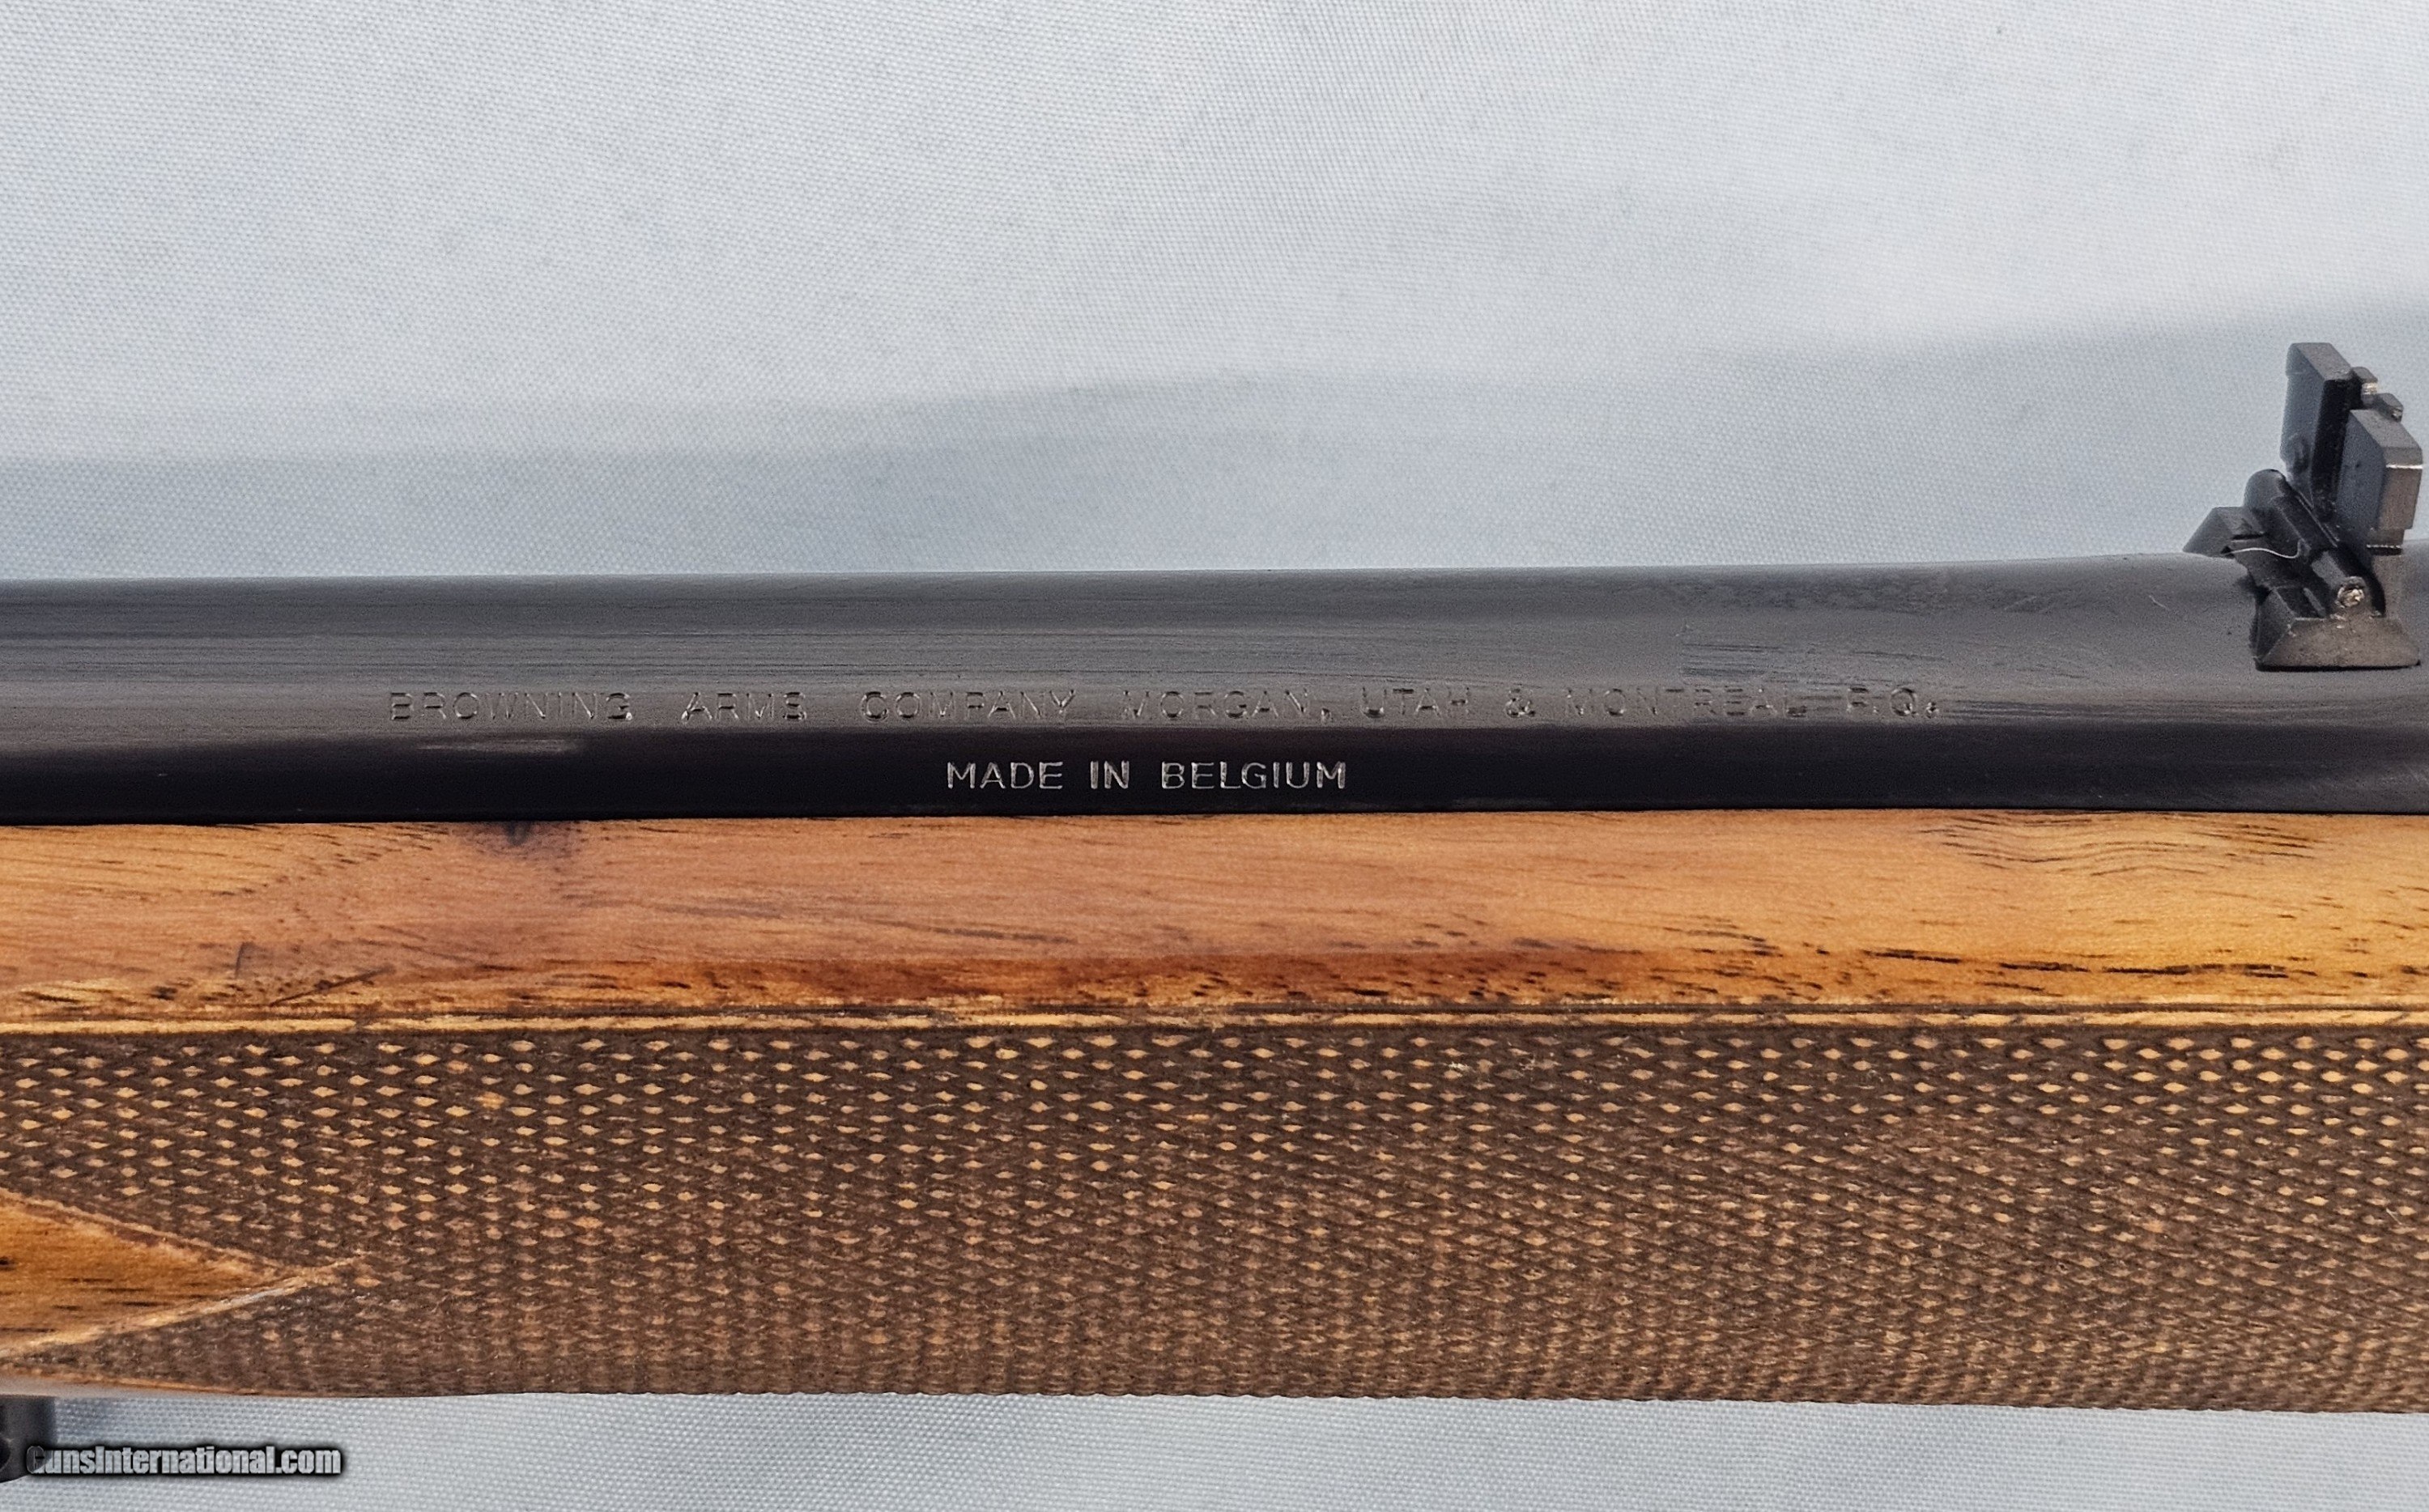 BROWNING ARMS COMPANY MORGAN, UTAH & MONTREAL P.Q.
MADE IN BELGIUM
GunsInternational.com